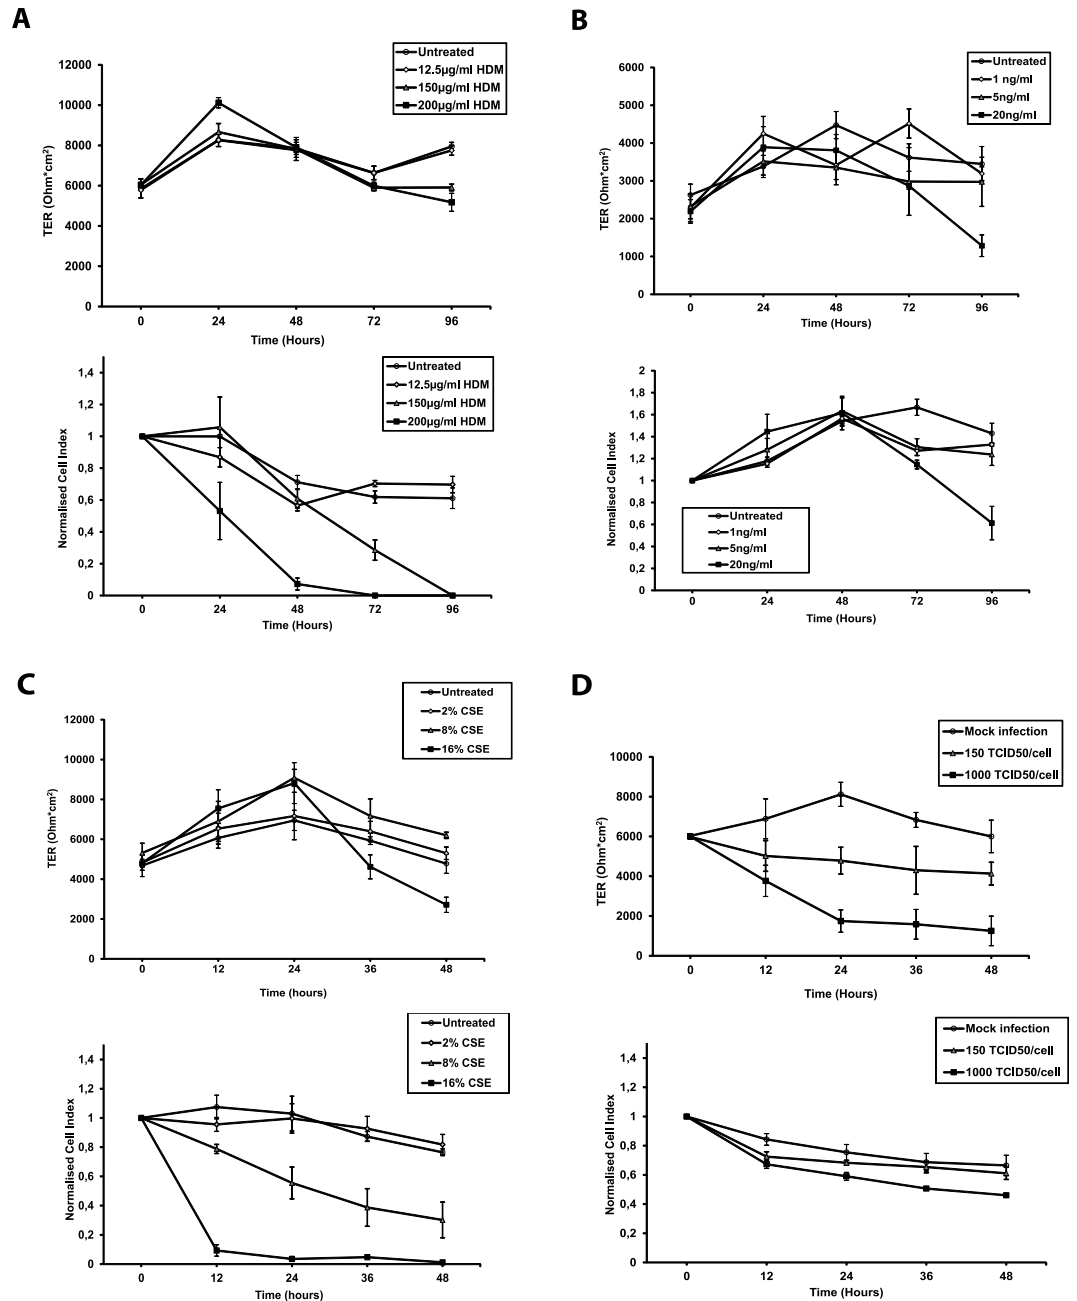 A
Untreated
12.5µg/ml HDM
150µg/ml HDM
200µg/ml HDM
12000
10000
8000
6000
4000
2000
0
TER (Ohm*cm²)
0 24 48 72 96
Time (Hours)
Untreated
12.5µg/ml HDM
150µg/ml HDM
200µg/ml HDM
1,4
1,2
1
0,8
0,6
0,4
0,2
0
Normalised Cell Index
0 24 48 72 96
Time (Hours)
B
Untreated
1 ng/ml
5ng/ml
20ng/ml
6000
5000
4000
3000
2000
1000
0
TER (Ohm*cm²)
0 24 48 72 96
Time (Hours)
2
1,8
1,6
1,4
1,2
1
0,8
0,6
0,4
0,2
0
Normalised Cell Index
Untreated
1ng/ml
5ng/ml
20ng/ml
0 24 48 72 96
Time (Hours)
C
Untreated
2% CSE
8% CSE
16% CSE
12000
10000
8000
6000
4000
2000
0
TER (Ohm*cm²)
0 12 24 36 48
Time (hours)
Untreated
2% CSE
8% CSE
16% CSE
1,4
1,2
1
0,8
0,6
0,4
0,2
0
Normalised Cell Index
0 12 24 36 48
Time (hours)
D
Mock infection
150 TCID50/cell
1000 TCID50/cell
10000
8000
6000
4000
2000
0
TER (Ohm*cm²)
0 12 24 36 48
Time (Hours)
Mock infection
150 TCID50/cell
1000 TCID50/cell
1,4
1,2
1
0,8
0,6
0,4
0,2
0
Normalised Cell Index
0 12 24 36 48
Time (Hours)